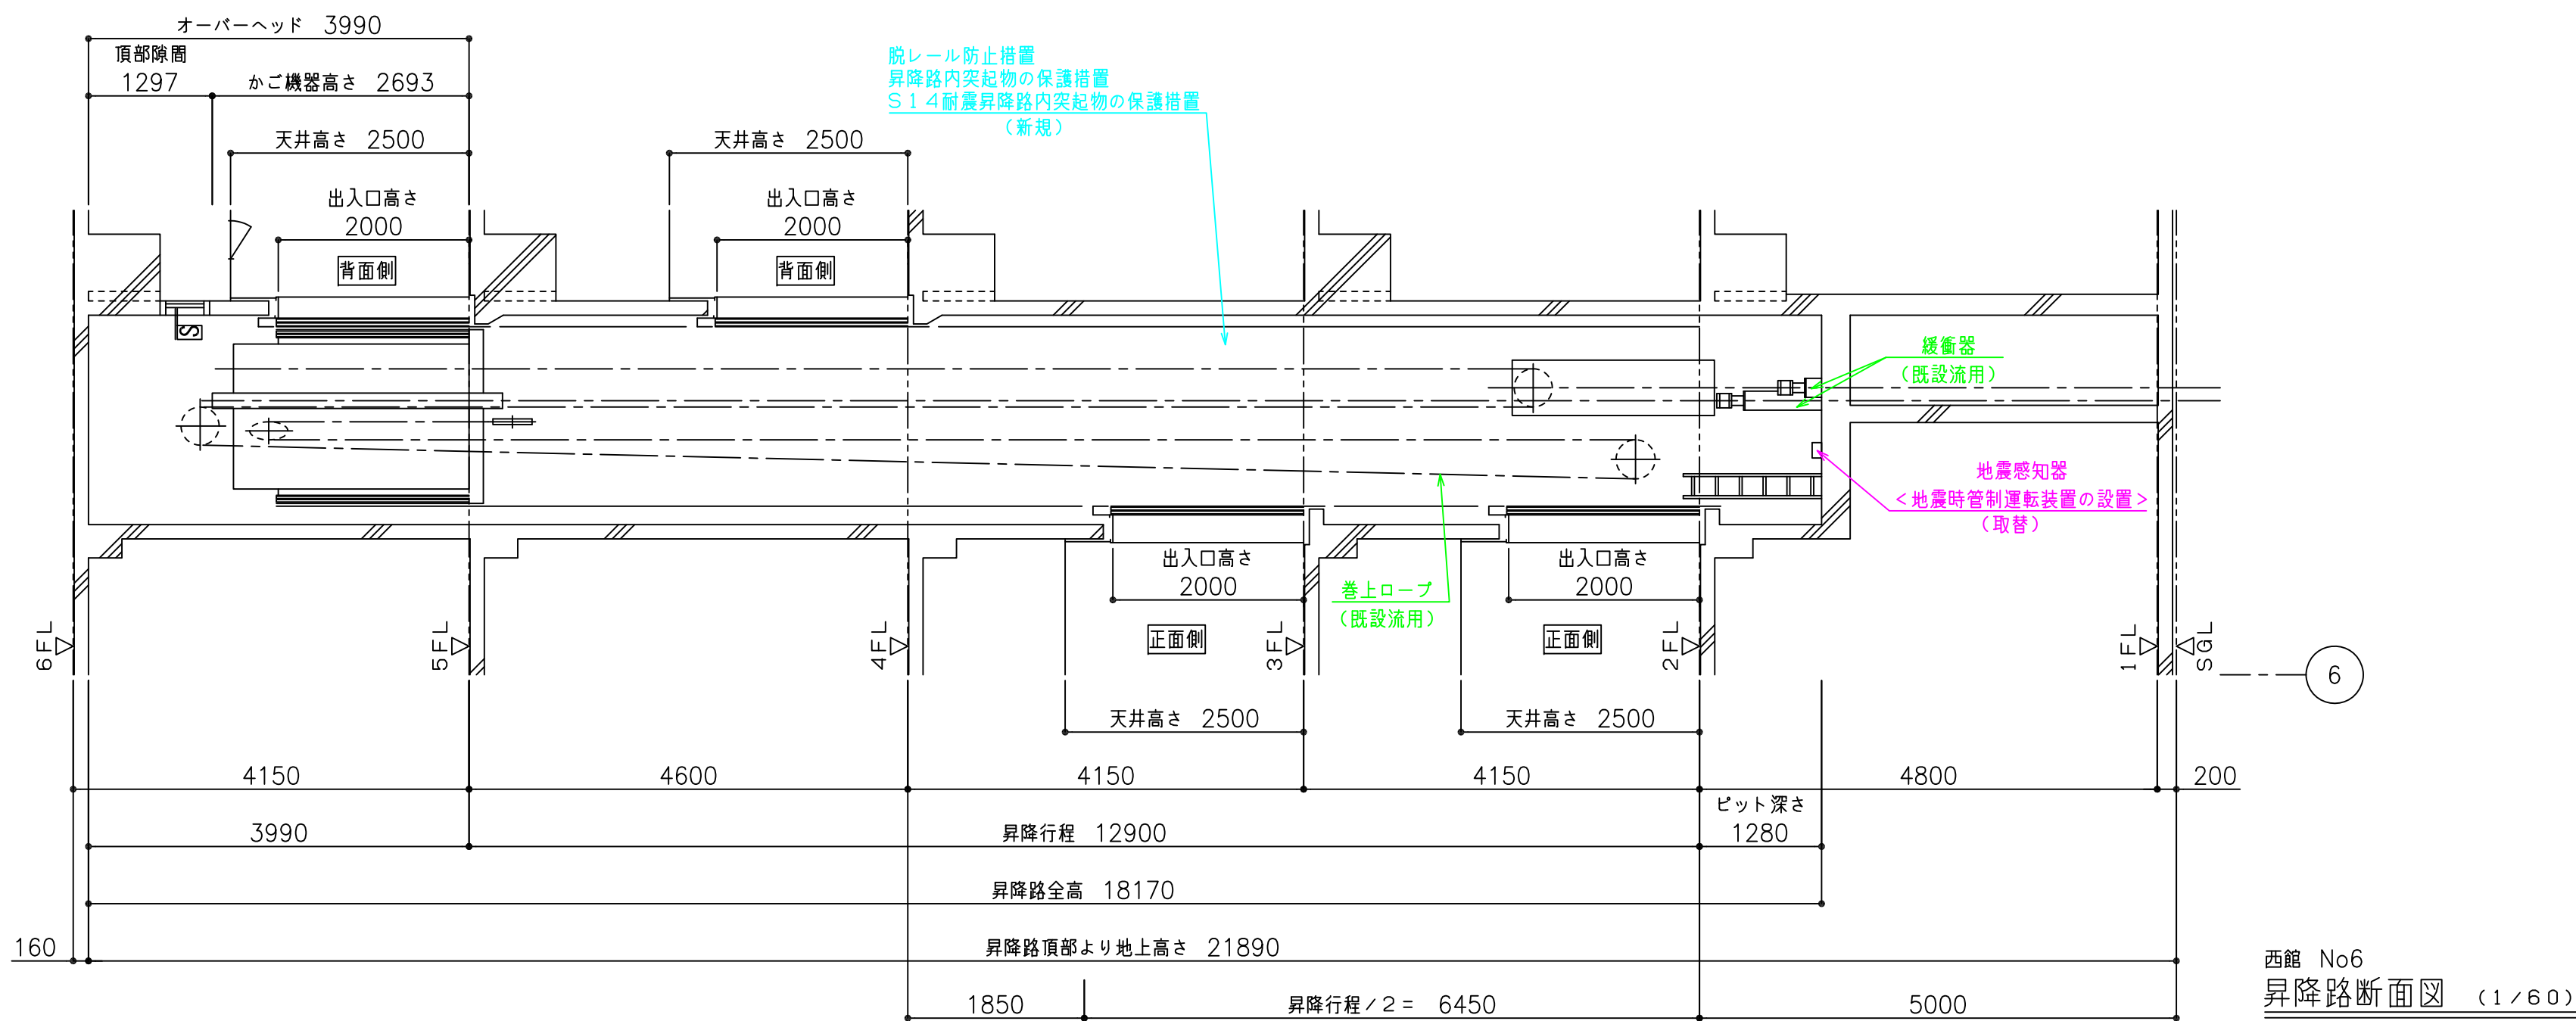 オーバーヘッド 3990
頂部隙間
1297
かご機器高さ 2693
脱レール防止措置
昇降路内突起物の保護措置
S14耐震昇降路内突起物の保護措置
（新規）
天井高さ 2500
天井高さ 2500
出入口高さ
2000
出入口高さ
2000
背面側
背面側
S
緩衝器
（既設流用）
地震感知器
＜地震時管制運転装置の設置＞
（取替）
出入口高さ
2000
出入口高さ
2000
巻上ロープ
（既設流用）
正面側
正面側
6FL
5FL
4FL
3FL
2FL
1FL
SGL
6
天井高さ 2500
天井高さ 2500
4150
4600
4150
4150
4800
200
3990
昇降行程 12900
ピット深さ
1280
昇降路全高 18170
160
昇降路頂部より地上高さ 21890
1850
昇降行程／2＝ 6450
5000
西館 No6
昇降路断面図 （1／60）